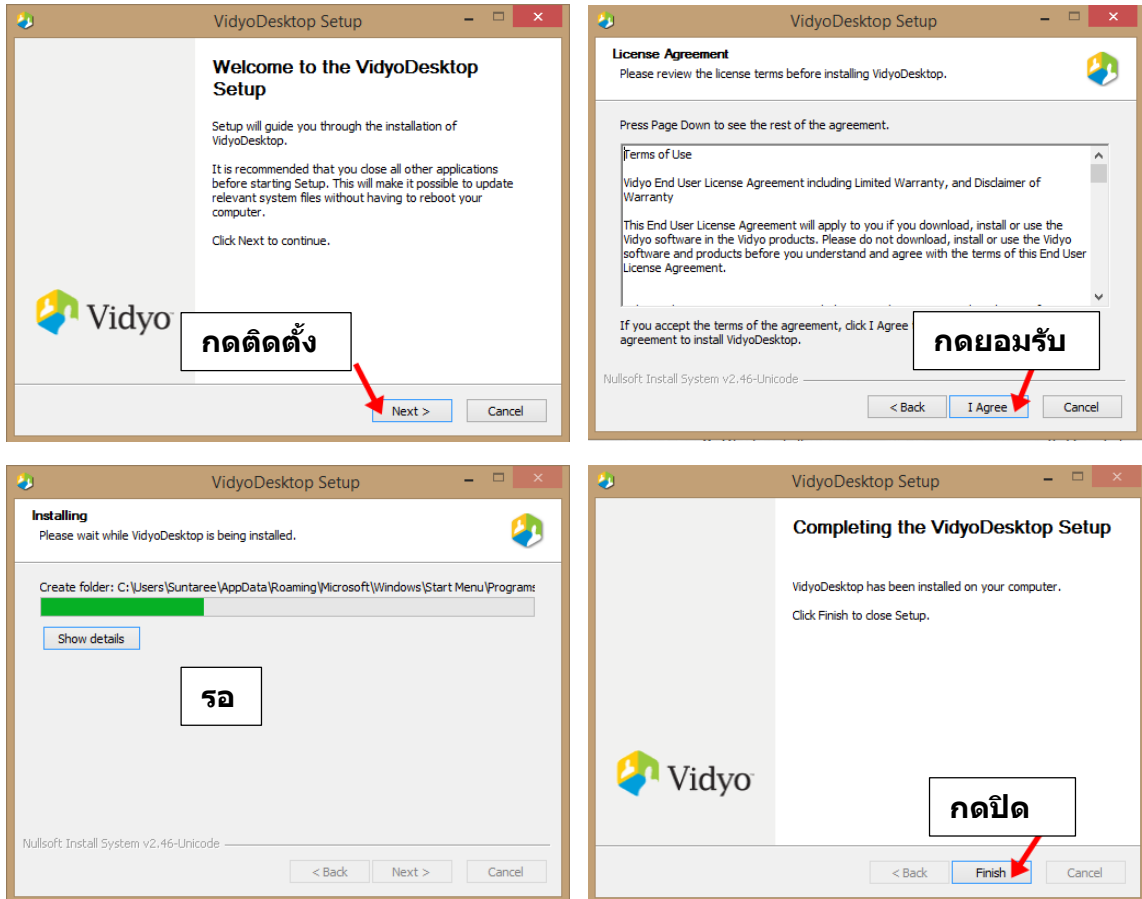 VidyoDesktop Setup
Welcome to the VidyoDesktop
Setup
Setup will guide you through the installation of
VidyoDesktop.
It is recommended that you close all other applications
before starting Setup. This will make it possible to update
relevant system files without having to reboot your
computer.
Click Next to continue.
Vidyo
กดติดตั้ง
Next >
Cancel
VidyoDesktop Setup
License Agreement
Please review the license terms before installing VidyoDesktop.
Press Page Down to see the rest of the agreement.
Terms of Use
Vidyo End User License Agreement including Limited Warranty, and Disclaimer of
Warranty
This End User License Agreement will apply to you if you download, install or use the
Vidyo software in the Vidyo products. Please do not download, install or use the Vidyo
software and products before you understand and agree with the terms of this End User
License Agreement.
If you accept the terms of the agreement, click I Agree
agreement to install VidyoDesktop.
กดยอมรับ
Nullsoft Install System v2.46-Unicode
< Back
I Agree
Cancel
VidyoDesktop Setup
Installing
Please wait while VidyoDesktop is being installed.
Create folder: C:\Users\Suntaree\AppData\Roaming\Microsoft\Windows\Start Menu\Programs
Show details
รอ
Nullsoft Install System v2.46-Unicode
< Back
Next >
Cancel
VidyoDesktop Setup
Completing the VidyoDesktop Setup
VidyoDesktop has been installed on your computer.
Click Finish to close Setup.
Vidyo
กดปิด
< Back
Finish
Cancel